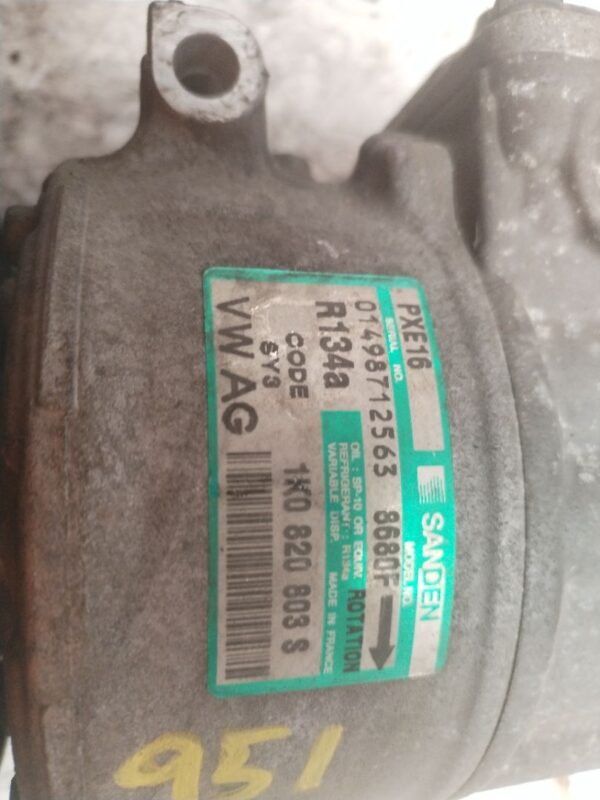 PXE16
SANDEN
SERIAL NO.
MODEL NO.
01498712563
8680F
R134a
OIL : SP-10 OR EQUIV.
REFRIGERANT : R134a
VARIABLE DISP.
MADE IN FRANCE
ROTATION
CODE
SY3
VW AG
1K0 820 803 S
951